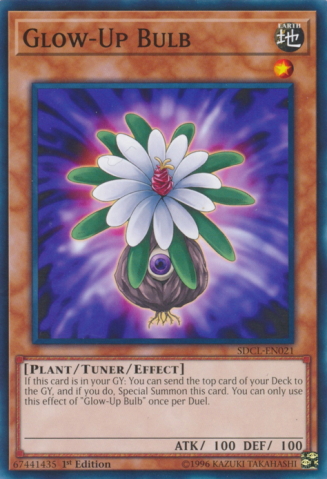 Glow-Up Bulb
EARTH
地
SDCL-EN021
[Plant/Tuner/Effect]
If this card is in your GY: You can send the top card of your Deck to
the GY, and if you do, Special Summon this card. You can only use
this effect of "Glow-Up Bulb" once per Duel.
ATK/ 100 DEF/ 100
67441435 1st Edition ©1996 KAZUKI TAKAHASHI